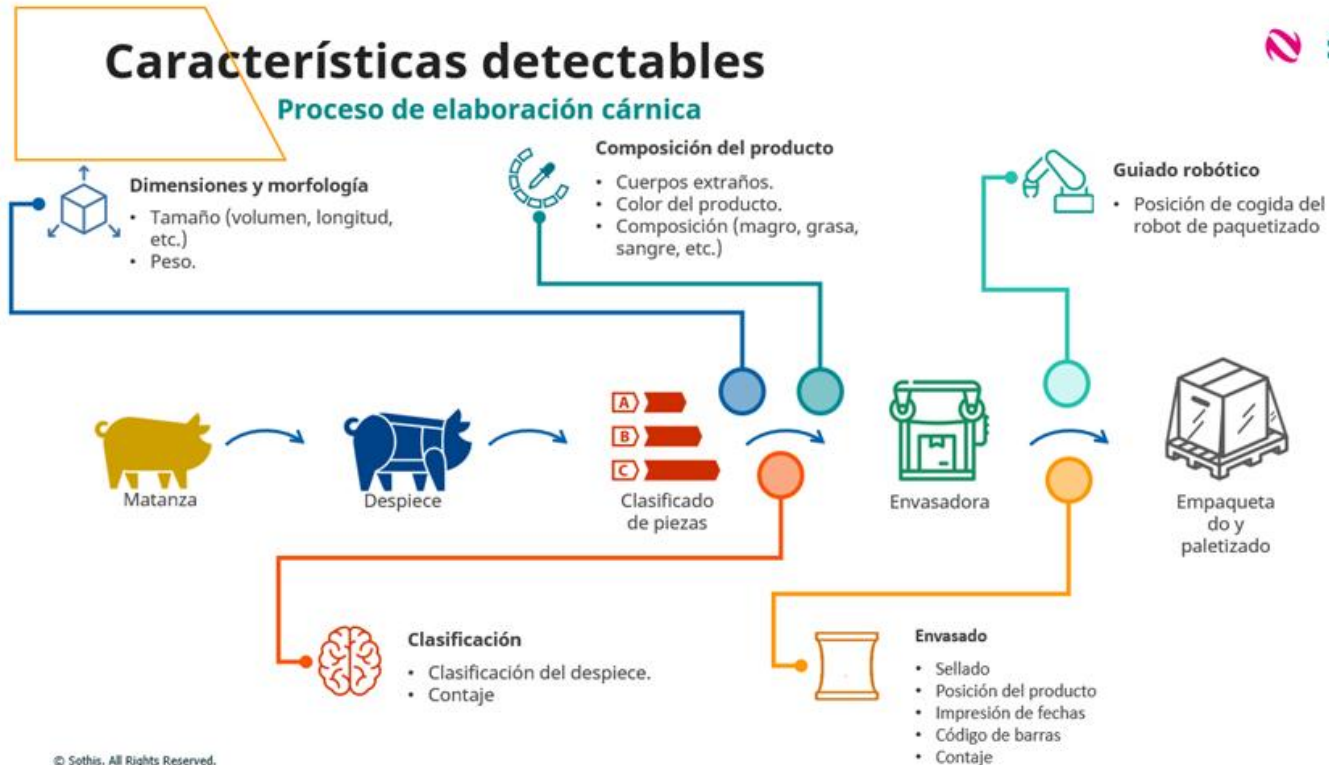 Características detectables
Proceso de elaboración cárnica
Dimensiones y morfología
• Tamaño (volumen, longitud,
etc.)
• Peso.
Composición del producto
• Cuerpos extraños.
• Color del producto.
• Composición (magro, grasa,
sangre, etc.)
Guiado robótico
• Posición de cogida del
robot de paquetizado
Matanza
Despiece
A
B
C
Clasificado
de piezas
Envasadora
Empaqueta
do y
paletizado
Clasificación
• Clasificación del despiece.
• Contaje
Envasado
• Sellado
• Posición del producto
• Impresión de fechas
• Código de barras
• Contaje
© Sothis. All Rights Reserved.